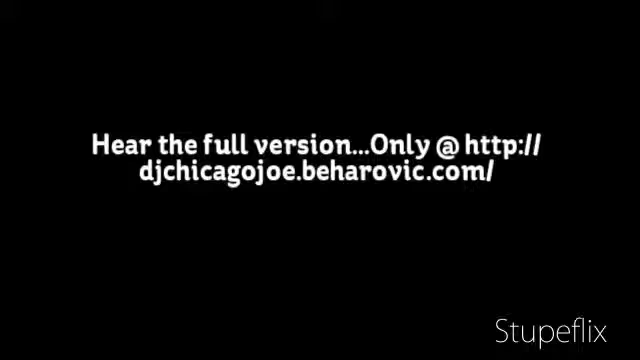 Hear the full version...Only @ http://
djchicagojoe.beharovic.com/
Stupeflix